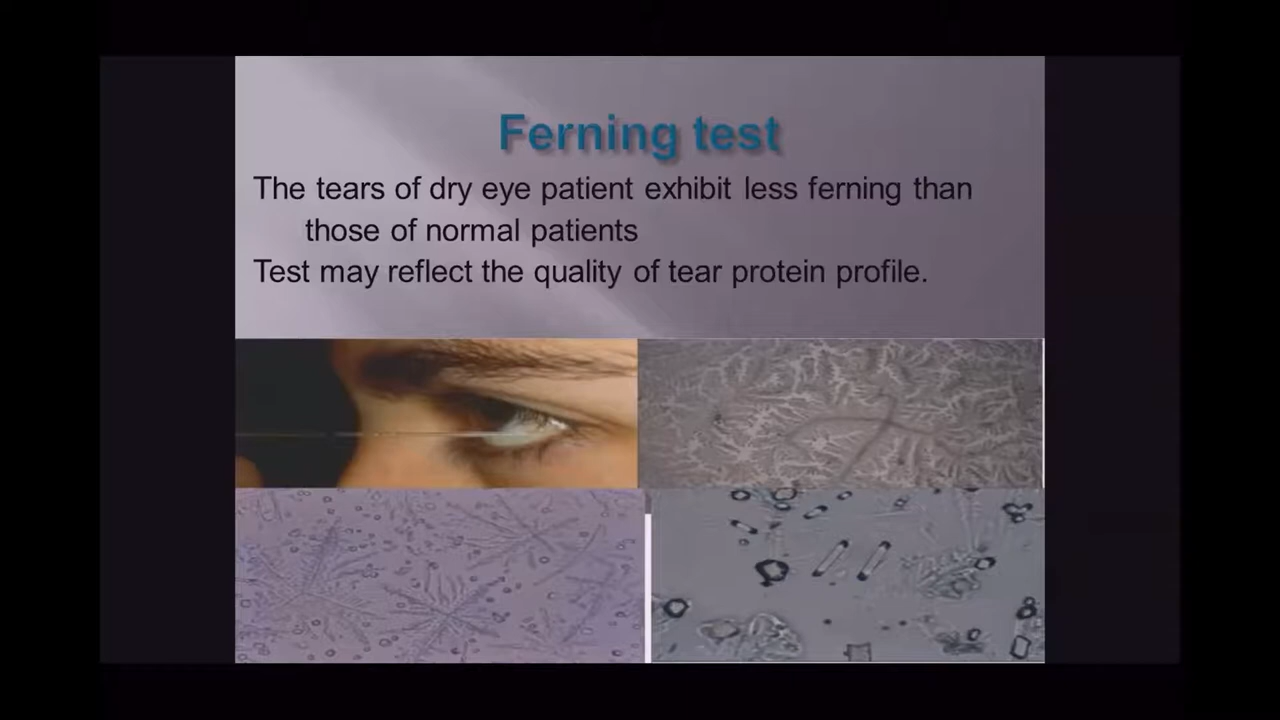 Ferning test
The tears of dry eye patient exhibit less ferning than
those of normal patients
Test may reflect the quality of tear protein profile.